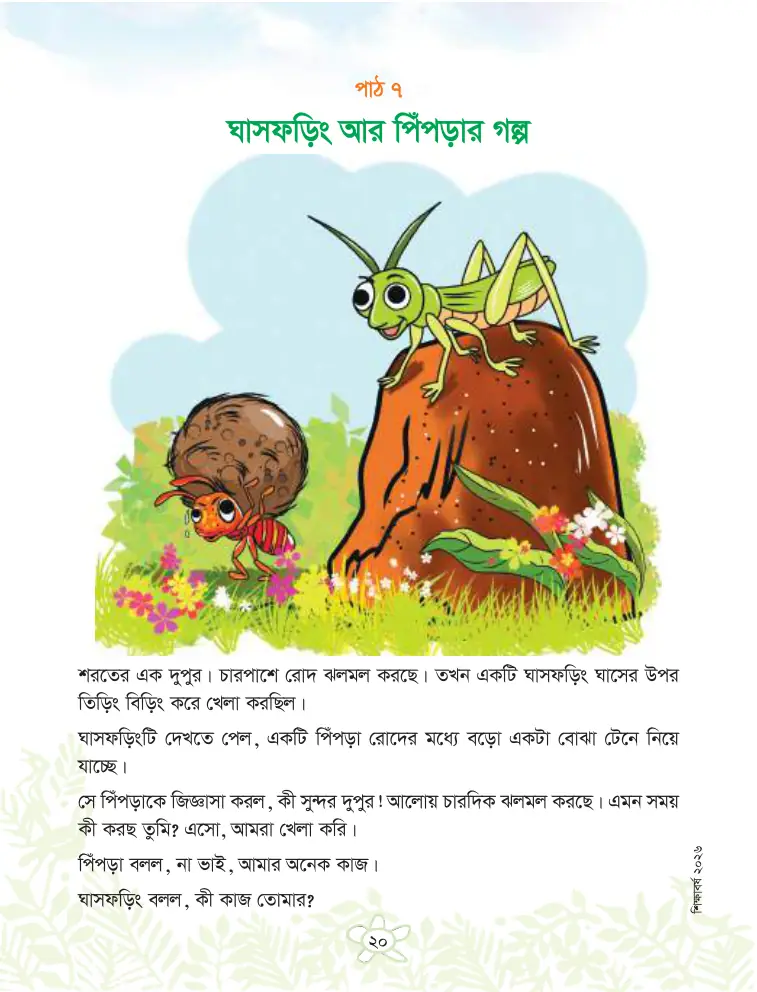 পাঠ ৭
ঘাসফড়িং আর পিঁপড়ার গল্প
শরতের এক দুপুর। চারপাশে রোদ ঝলমল করছে। তখন একটি ঘাসফড়িং ঘাসের উপর
তিড়িং বিড়িং করে খেলা করছিল।
ঘাসফড়িংটি দেখতে পেল, একটি পিঁপড়া রোদের মধ্যে বড়ো একটা বোঝা টেনে নিয়ে
যাচ্ছে।
সে পিঁপড়াকে জিজ্ঞাসা করল, কী সুন্দর দুপুর! আলোয় চারদিক ঝলমল করছে। এমন সময়
কী করছ তুমি? এসো, আমরা খেলা করি।
পিঁপড়া বলল, না ভাই, আমার অনেক কাজ।
ঘাসফড়িং বলল, কী কাজ তোমার?
শিক্ষাবর্ষ ২০২৬
২০